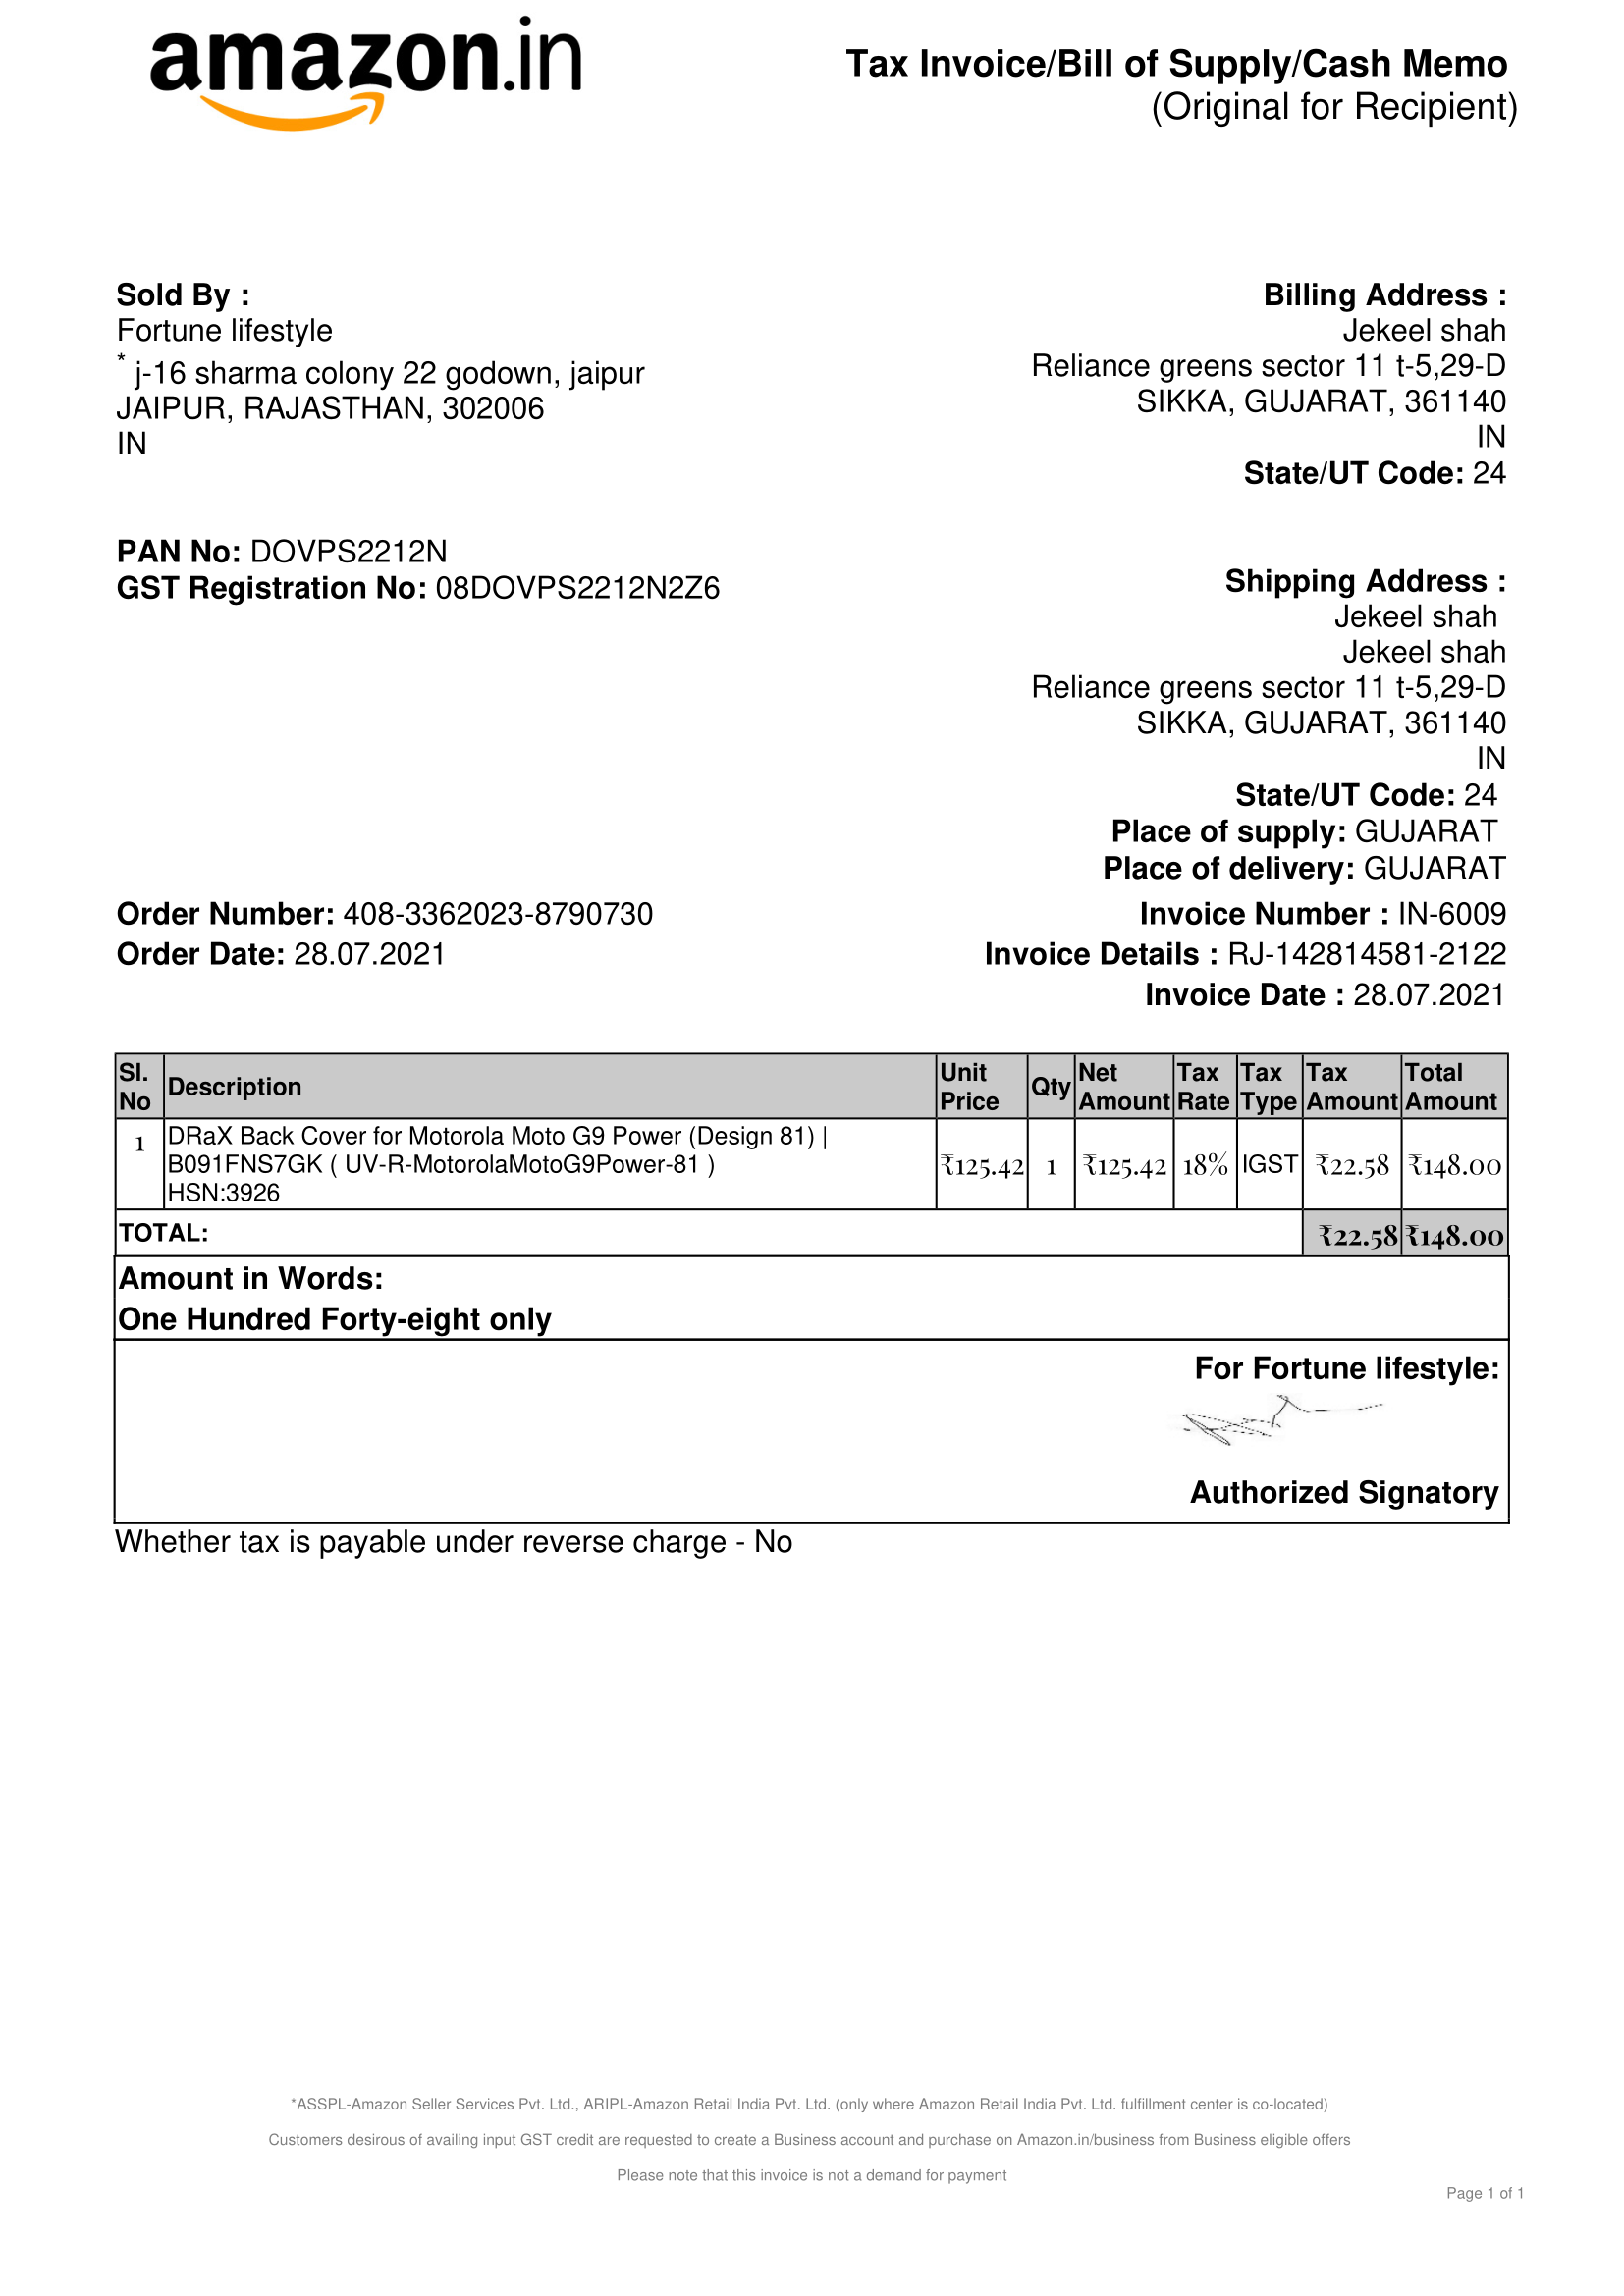 amazon.in
Tax Invoice/Bill of Supply/Cash Memo
(Original for Recipient)
Sold By :
Fortune lifestyle
* j-16 sharma colony 22 godown, jaipur
JAIPUR, RAJASTHAN, 302006
IN
PAN No: DOVPS2212N
GST Registration No: 08DOVPS2212N2Z6
Billing Address :
Jekeel shah
Reliance greens sector 11 t-5,29-D
SIKKA, GUJARAT, 361140
IN
State/UT Code: 24
Shipping Address :
Jekeel shah
Jekeel shah
Reliance greens sector 11 t-5,29-D
SIKKA, GUJARAT, 361140
IN
State/UT Code: 24
Place of supply: GUJARAT
Place of delivery: GUJARAT
Order Number: 408-3362023-8790730
Order Date: 28.07.2021
Invoice Number : IN-6009
Invoice Details : RJ-142814581-2122
Invoice Date : 28.07.2021
Sl. No Description Unit Price Qty Net Amount Tax Rate Tax Type Tax Amount Total Amount
1 DRaX Back Cover for Motorola Moto G9 Power (Design 81) |
B091FNS7GK ( UV-R-MotorolaMotoG9Power-81 )
HSN:3926
₹125.42 1 ₹125.42 18% IGST ₹22.58 ₹148.00
TOTAL: ₹22.58 ₹148.00
Amount in Words:
One Hundred Forty-eight only
For Fortune lifestyle:
Authorized Signatory
Whether tax is payable under reverse charge - No
*ASSPL-Amazon Seller Services Pvt. Ltd., ARIPL-Amazon Retail India Pvt. Ltd. (only where Amazon Retail India Pvt. Ltd. fulfillment center is co-located)
Customers desirous of availing input GST credit are requested to create a Business account and purchase on Amazon.in/business from Business eligible offers
Please note that this invoice is not a demand for payment
Page 1 of 1